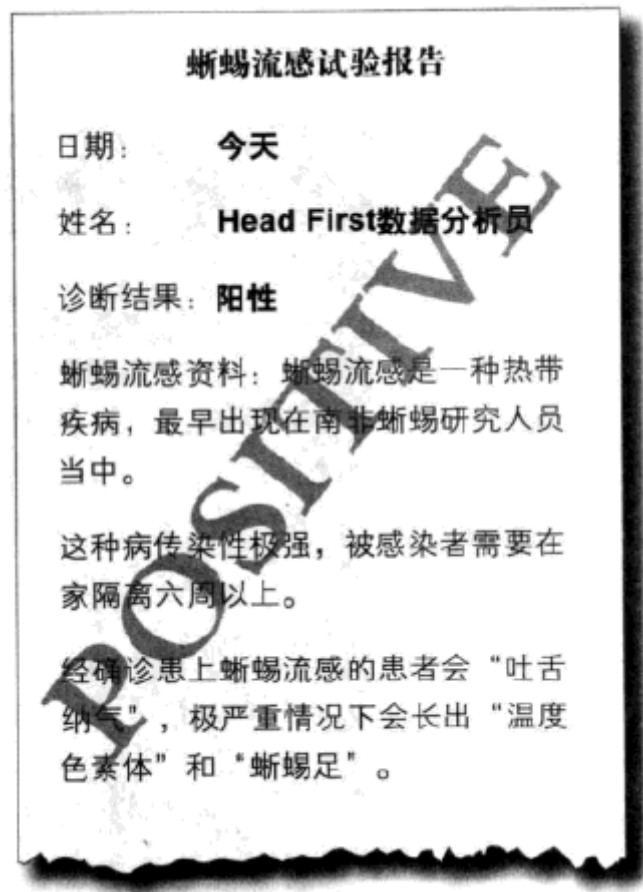 蜥蜴流感试验报告
日期： 今天
姓名： Head First数据分析员
诊断结果：阳性
蜥蜴流感资料：蜥蜴流感是一种热带
疾病，最早出现在南非蜥蜴研究人员
当中。
这种病传染性极强，被感染者需要在
家隔离六周以上。
经确诊患上蜥蜴流感的患者会“吐舌
纳气”，极严重情况下会长出“温度
色素体”和“蜥蜴足”。
POSITIVE